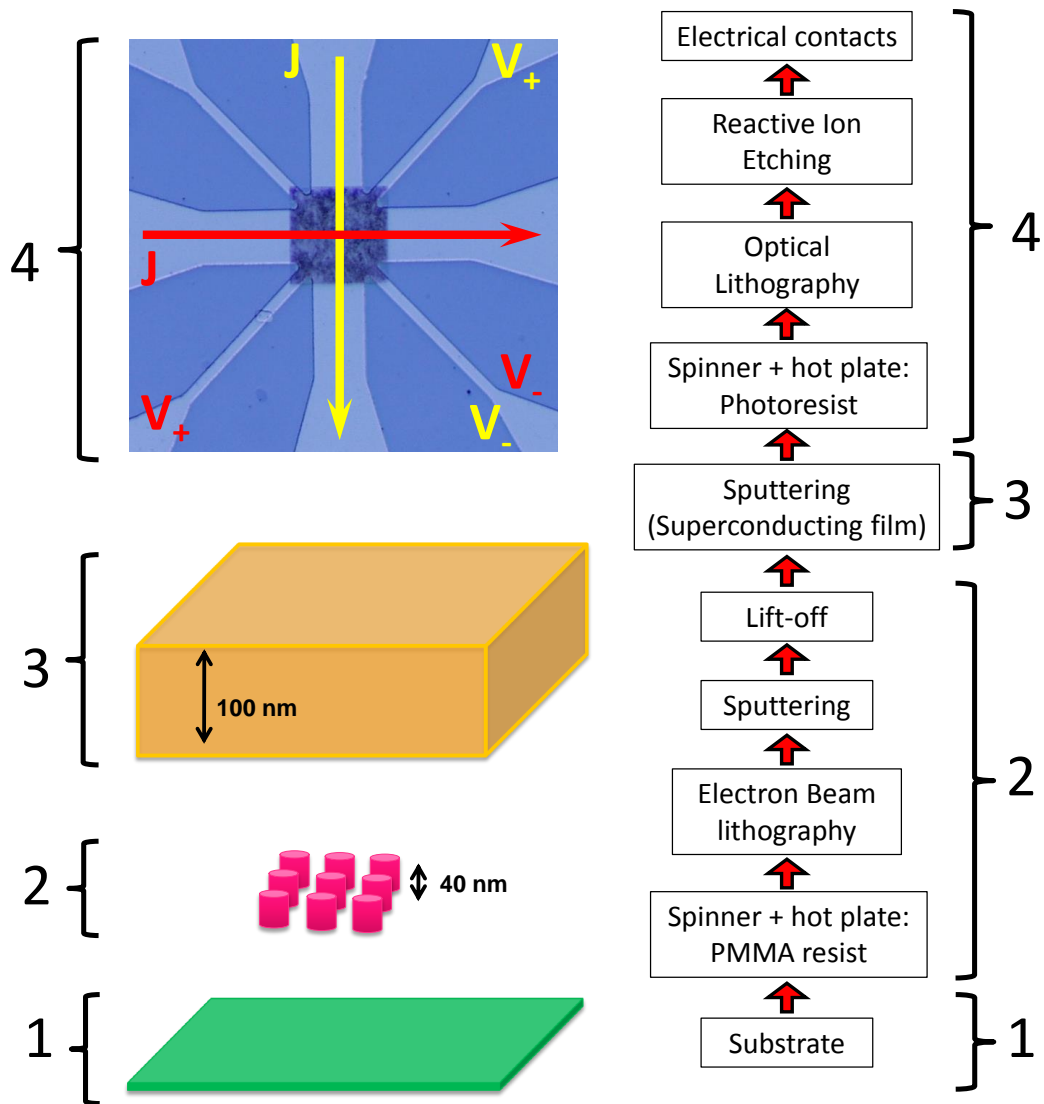 4
J
V+
J
V+
V-
V-
3
100 nm
2
40 nm
1
Electrical contacts
Reactive Ion
Etching
Optical
Lithography
Spinner + hot plate:
Photoresist
4
Sputtering
(Superconducting film)
3
Lift-off
Sputtering
Electron Beam
lithography
Spinner + hot plate:
PMMA resist
2
Substrate
1